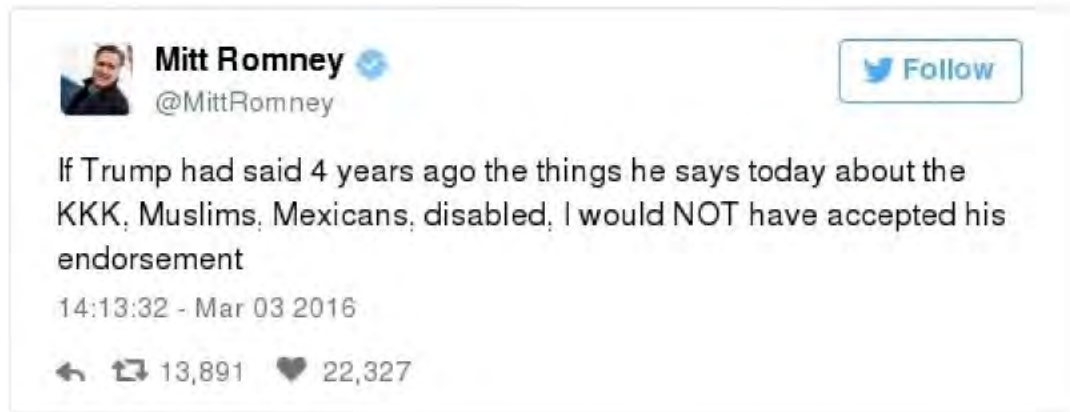 Mitt Romney
@MittRomney
Follow
If Trump had said 4 years ago the things he says today about the
KKK, Muslims, Mexicans, disabled, I would NOT have accepted his
endorsement
14:13:32 - Mar 03 2016
13,891 22,327